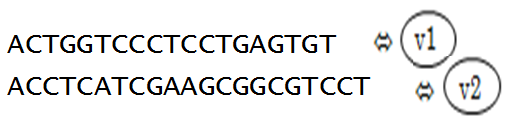 ACTGGTCCCTCCTGAGTGT ⇔ v1
ACCTCATCGAAGCGGCGTCCT ⇔ v2